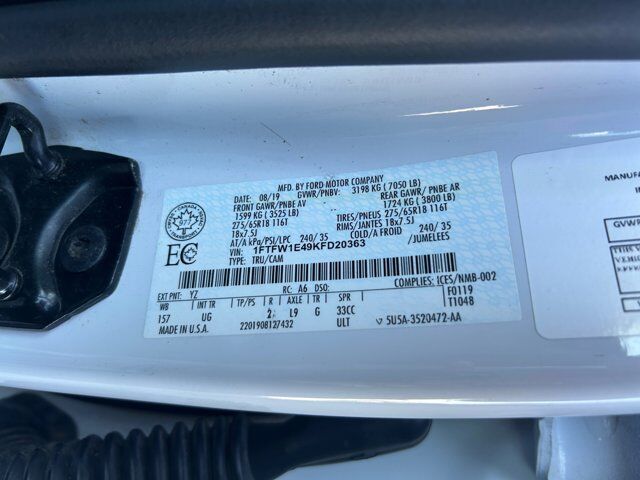 MFD. BY FORD MOTOR COMPANY
DATE: 08/19 GVWR/PNBV: 3198 KG (7050 LB)
FRONT GAWR/PNBE AV REAR GAWR/ PNBE AR
1599 KG (3525 LB) 1724 KG (3800 LB)
275/65R18 116T TIRES/PNEUS 275/65R18 116T
18x7.5J RIMS/JANTES 18x7.5J
AT/A kPa/PSI/LPC 240/ 35 COLD/A FROID 240/ 35
VIN: 1FTFW1E49KFD20363 /JUMELEES
TYPE: TRU/CAM
EC
RC: A6 DSO: COMPLIES: ICES/NMB-002
EXT PNT: YZ F0119
WB TP/PS R AXLE TR SPR T1048
157 UG 2 L9 G 33CC
MADE IN U.S.A. 2201908127432 ULT 5U5A-3520472-AA
MANUFA
GVWR